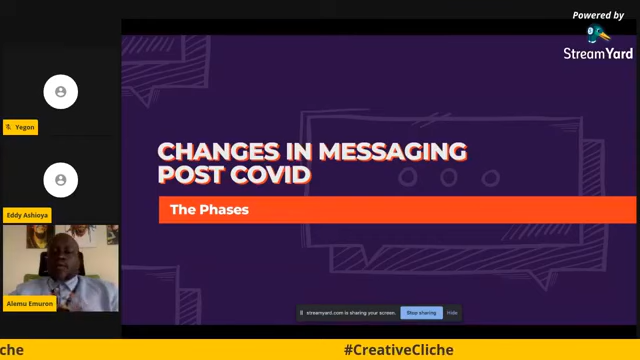 Powered by
StreamYard
Yegon
Eddy Ashioya
Alemu Emuron
CHANGES IN MESSAGING
POST COVID
The Phases
streamyard.com is sharing your screen.
Stop sharing
Hide
che
#CreativeCliche